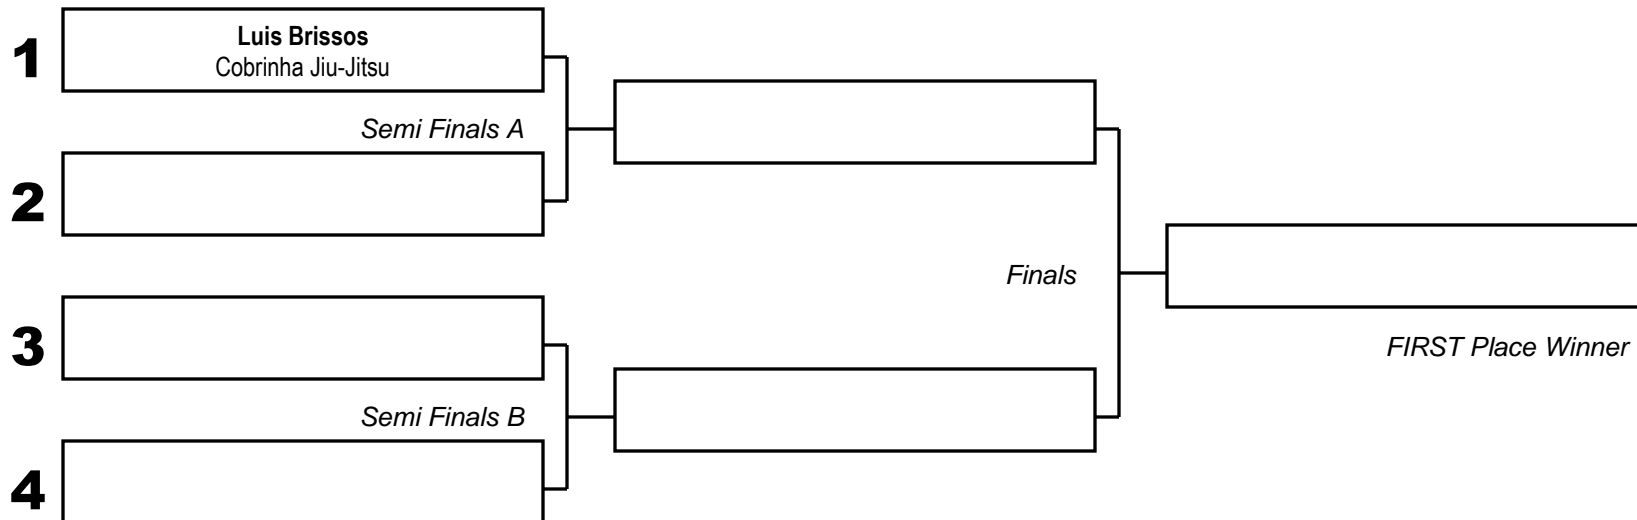 1
Luis Brissos
Cobrinha Jiu-Jitsu
Semi Finals A
2
Finals
3
FIRST Place Winner
Semi Finals B
4